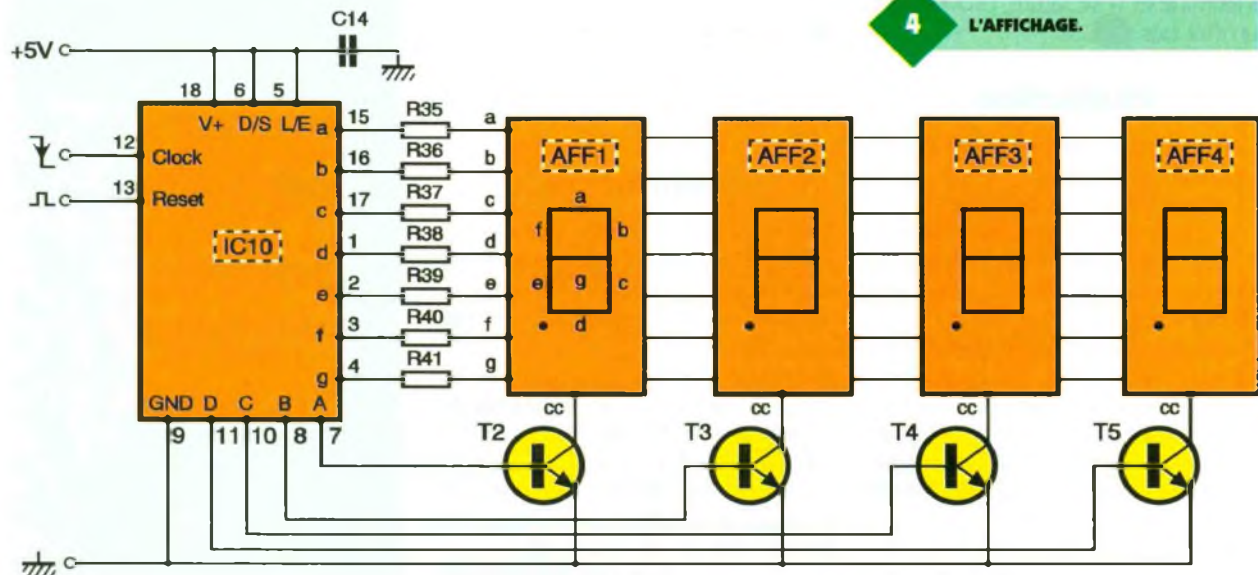 4 L'AFFICHAGE.
C14
+5V
18 6 5
V+ D/S L/E
12 Clock
13 Reset
IC10
a 15 R35 a
b 16 R36 b
c 17 R37 c
d 1 R38 d
e 2 R39 e
f 3 R40 f
g 4 R41 g
AFF1 AFF2 AFF3 AFF4
a
f b
g
e c
d
GND D C B A
9 11 10 8 7
cc cc cc cc
T2 T3 T4 T5